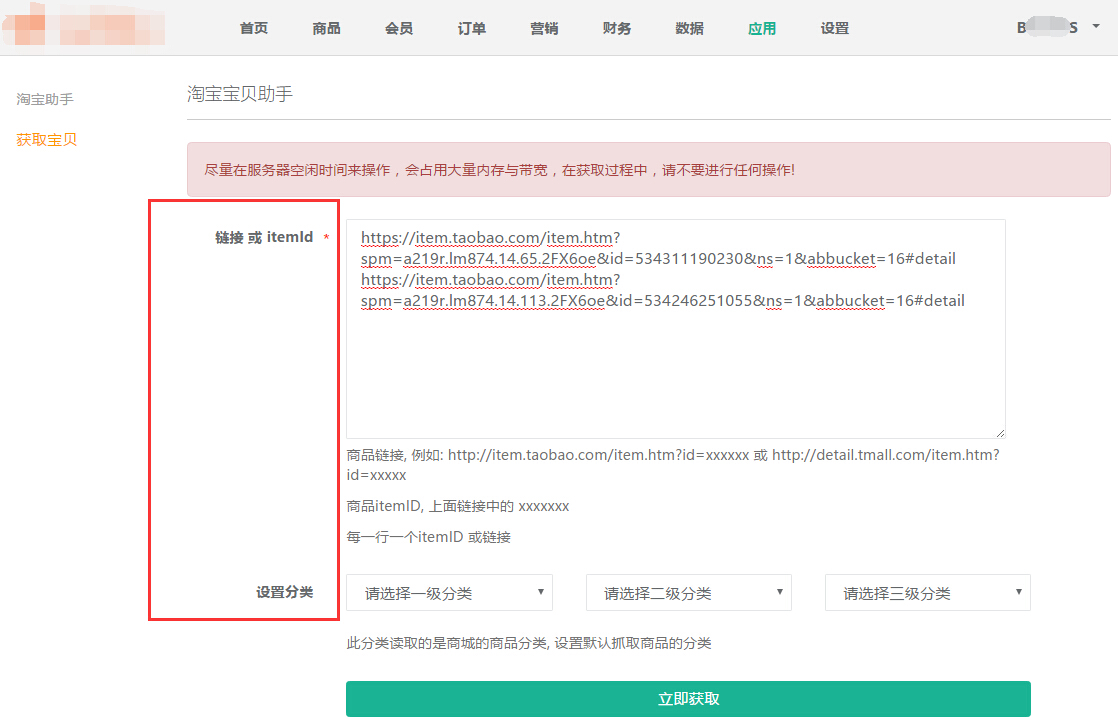 首页 商品 会员 订单 营销 财务 数据 应用 设置 B S
淘宝助手
获取宝贝
淘宝宝贝助手
尽量在服务器空闲时间来操作，会占用大量内存与带宽，在获取过程中，请不要进行任何操作!
链接 或 itemId *
https://item.taobao.com/item.htm?
spm=a219r.lm874.14.65.2FX6oe&id=534311190230&ns=1&abbucket=16#detail
https://item.taobao.com/item.htm?
spm=a219r.lm874.14.113.2FX6oe&id=534246251055&ns=1&abbucket=16#detail
商品链接, 例如: http://item.taobao.com/item.htm?id=xxxxxx 或 http://detail.tmall.com/item.htm?
id=xxxxx
商品itemID, 上面链接中的 xxxxxxx
每一行一个itemID 或链接
设置分类 请选择一级分类 请选择二级分类 请选择三级分类
此分类读取的是商城的商品分类, 设置默认抓取商品的分类
立即获取